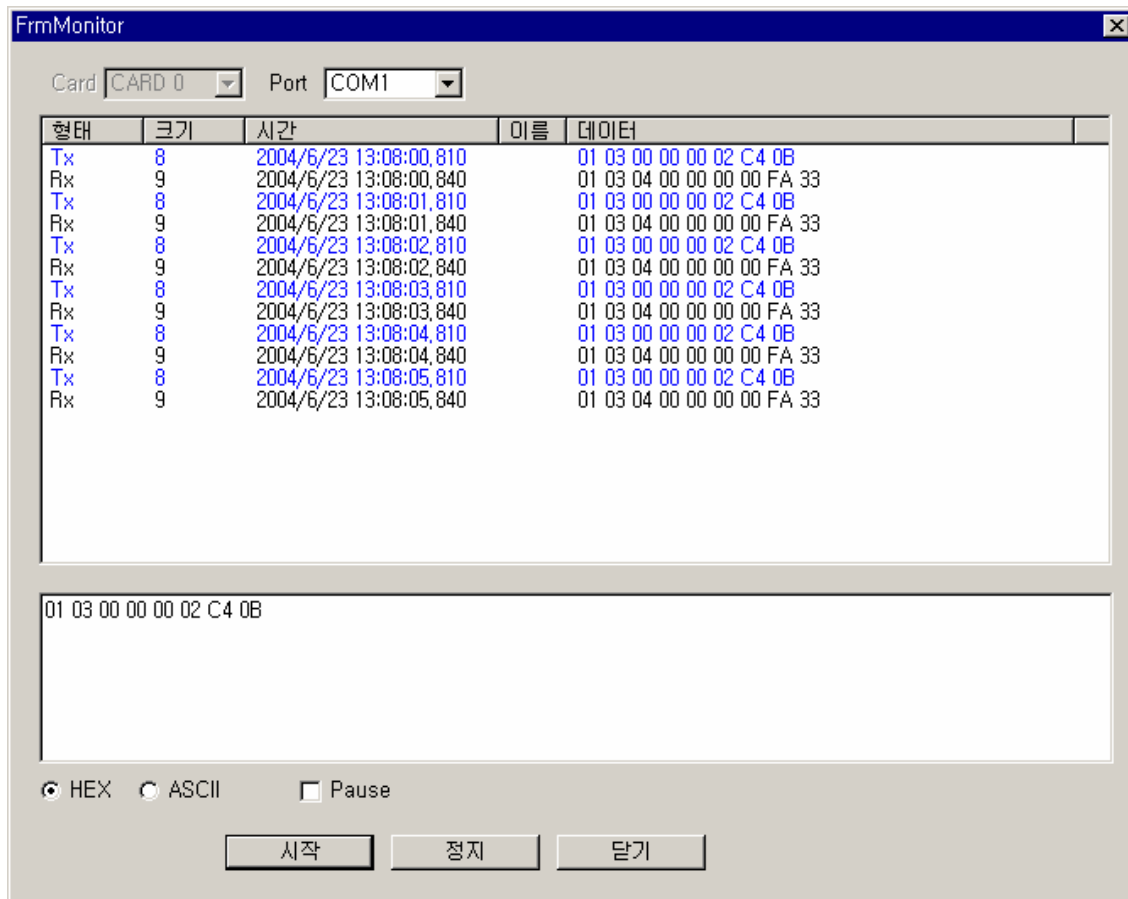 FrmMonitor
Card CARD 0 Port COM1
형태 크기 시간 이름 데이터
Tx 8 2004/6/23 13:08:00,810 01 03 00 00 00 02 C4 0B
Rx 9 2004/6/23 13:08:00,840 01 03 04 00 00 00 00 FA 33
Tx 8 2004/6/23 13:08:01,810 01 03 00 00 00 02 C4 0B
Rx 9 2004/6/23 13:08:01,840 01 03 04 00 00 00 00 FA 33
Tx 8 2004/6/23 13:08:02,810 01 03 00 00 00 02 C4 0B
Rx 9 2004/6/23 13:08:02,840 01 03 04 00 00 00 00 FA 33
Tx 8 2004/6/23 13:08:03,810 01 03 00 00 00 02 C4 0B
Rx 9 2004/6/23 13:08:03,840 01 03 04 00 00 00 00 FA 33
Tx 8 2004/6/23 13:08:04,810 01 03 00 00 00 02 C4 0B
Rx 9 2004/6/23 13:08:04,840 01 03 04 00 00 00 00 FA 33
Tx 8 2004/6/23 13:08:05,810 01 03 00 00 00 02 C4 0B
Rx 9 2004/6/23 13:08:05,840 01 03 04 00 00 00 00 FA 33
01 03 00 00 00 02 C4 0B
HEX ASCII Pause
시작 정지 닫기